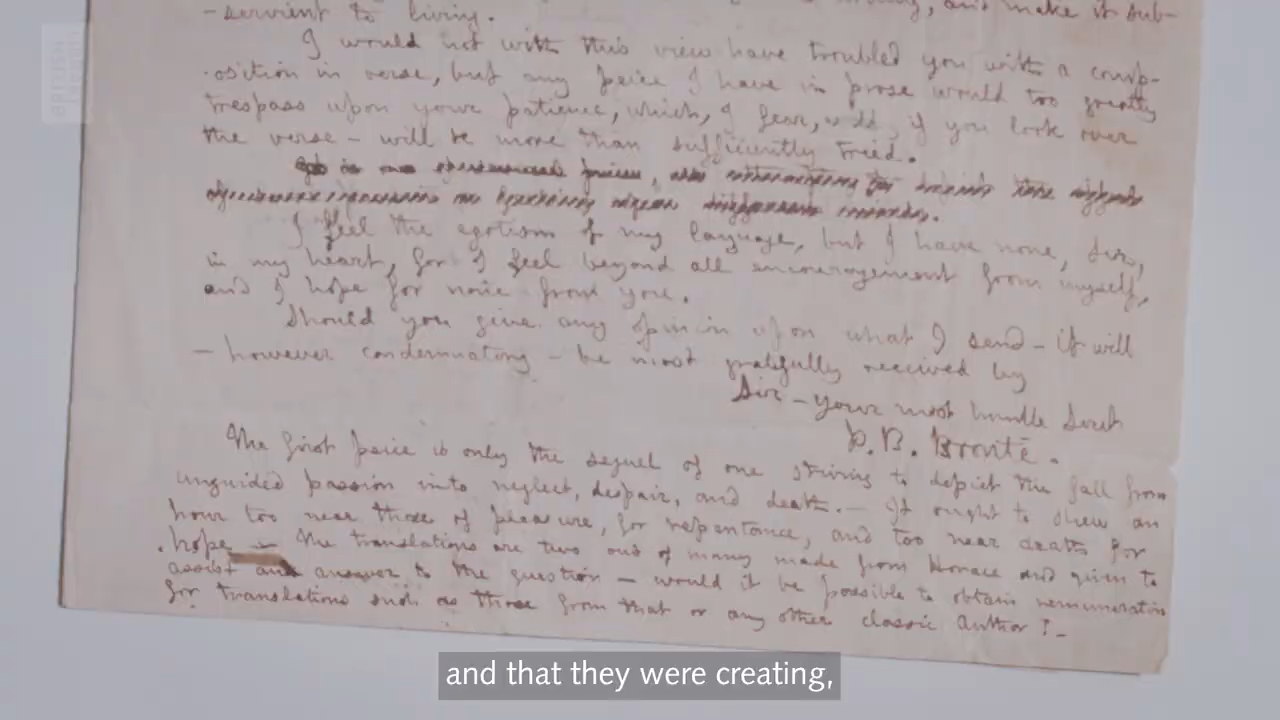 -servient to living.
and make it sub-
I would not with this view have troubled you with a comp-
-osition in verse, but any peice I have in prose would too greatly
trespass upon your patience, which, I fear, if you look over
the verse – will be more than sufficiently tried.
I feel the egotism of my language, but I have none, Sir,
in my heart, for I feel beyond all encouragement from myself,
and I hope for none from you.
Should you give any opinion upon what I send – it will
– however condemnating – be most gratefully received by
Sir – your most humble Servt
P. B. Brontë.
The first peice is only the sequel of one striving to depict the fall from
unguided passion into neglect, despair, and death. – It ought to shew an
hour too near those of pleasure, for repentance, and too near death for
hope – The translations are two out of many made from Horace and given to
assist an answer to the question – would it be possible to obtain remuneration
for translations such as those from that or any other classic author? –
and that they were creating,